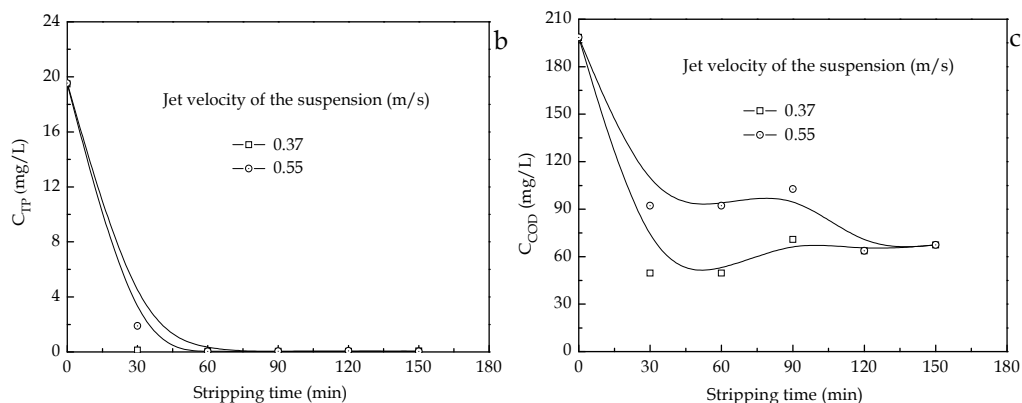 b
24
20
16
12
8
4
0
C_TP (mg/L)
Jet velocity of the suspension (m/s)
0.37
0.55
0 30 60 90 120 150 180
Stripping time (min)
c
210
180
150
120
90
60
30
0
C_COD (mg/L)
Jet velocity of the suspension (m/s)
0.37
0.55
0 30 60 90 120 150 180
Stripping time (min)